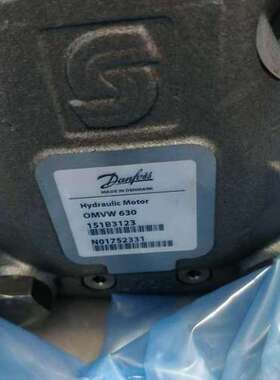 Danfoss
MADE IN DENMARK
Hydraulic Motor
OMVW 630
151B3123
N01752331